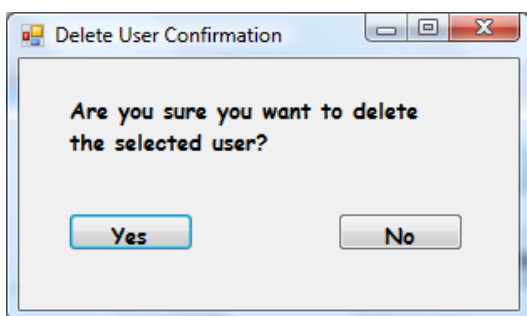 Delete User Confirmation
Are you sure you want to delete
the selected user?
Yes No